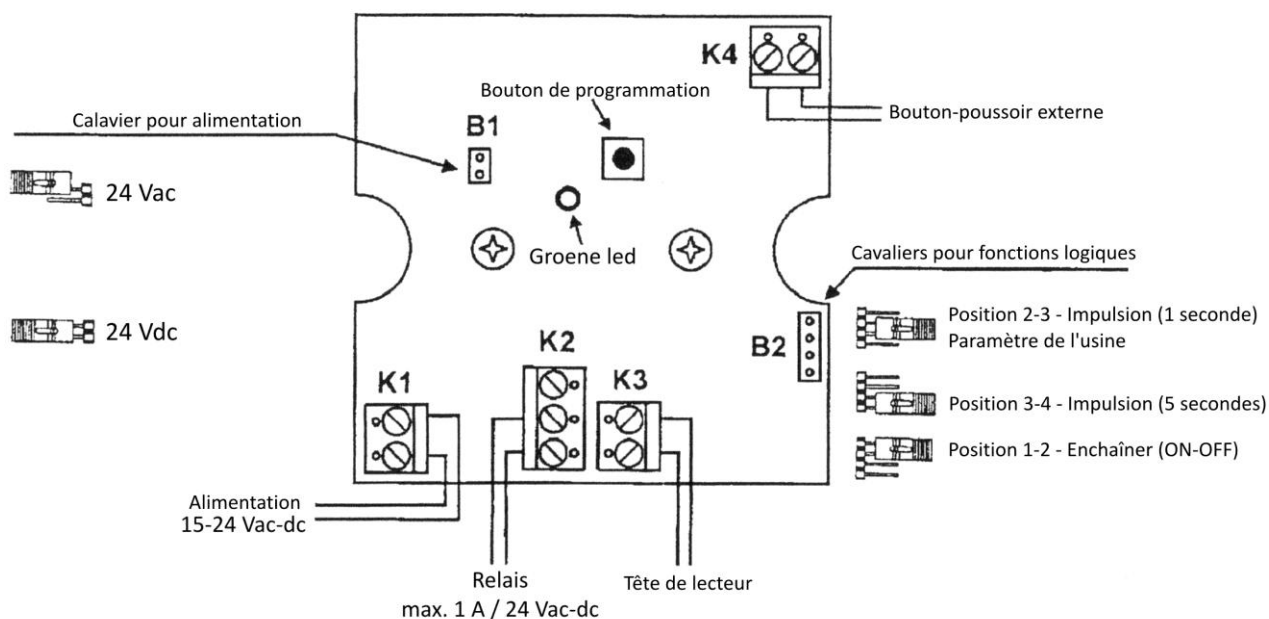 K4
Bouton de programmation
Bouton-poussoir externe
Calavier pour alimentation
B1
24 Vac
Groene led
Cavaliers pour fonctions logiques
24 Vdc
Position 2-3 - Impulsion (1 seconde)
Paramètre de l'usine
K2
B2
K1
K3
Position 3-4 - Impulsion (5 secondes)
Position 1-2 - Enchaîner (ON-OFF)
Alimentation
15-24 Vac-dc
Relais
max. 1 A / 24 Vac-dc
Tête de lecteur